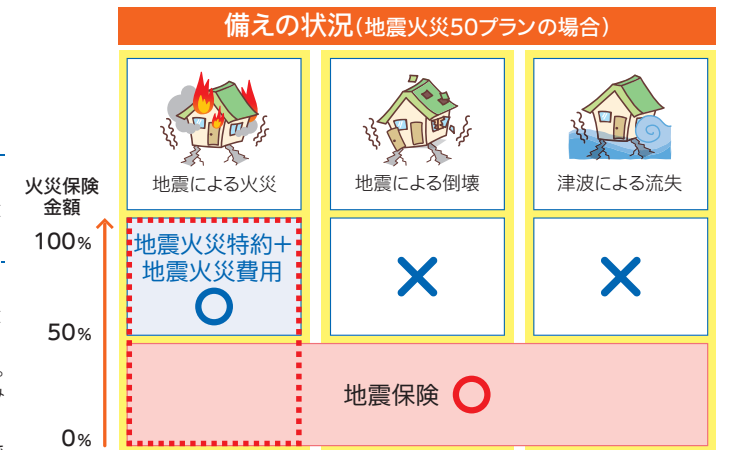 備えの状況(地震火災50プランの場合)
地震による火災
地震による倒壊
津波による流失
火災保険
金額
100%
地震火災特約+
地震火災費用
50%
地震保険
0%